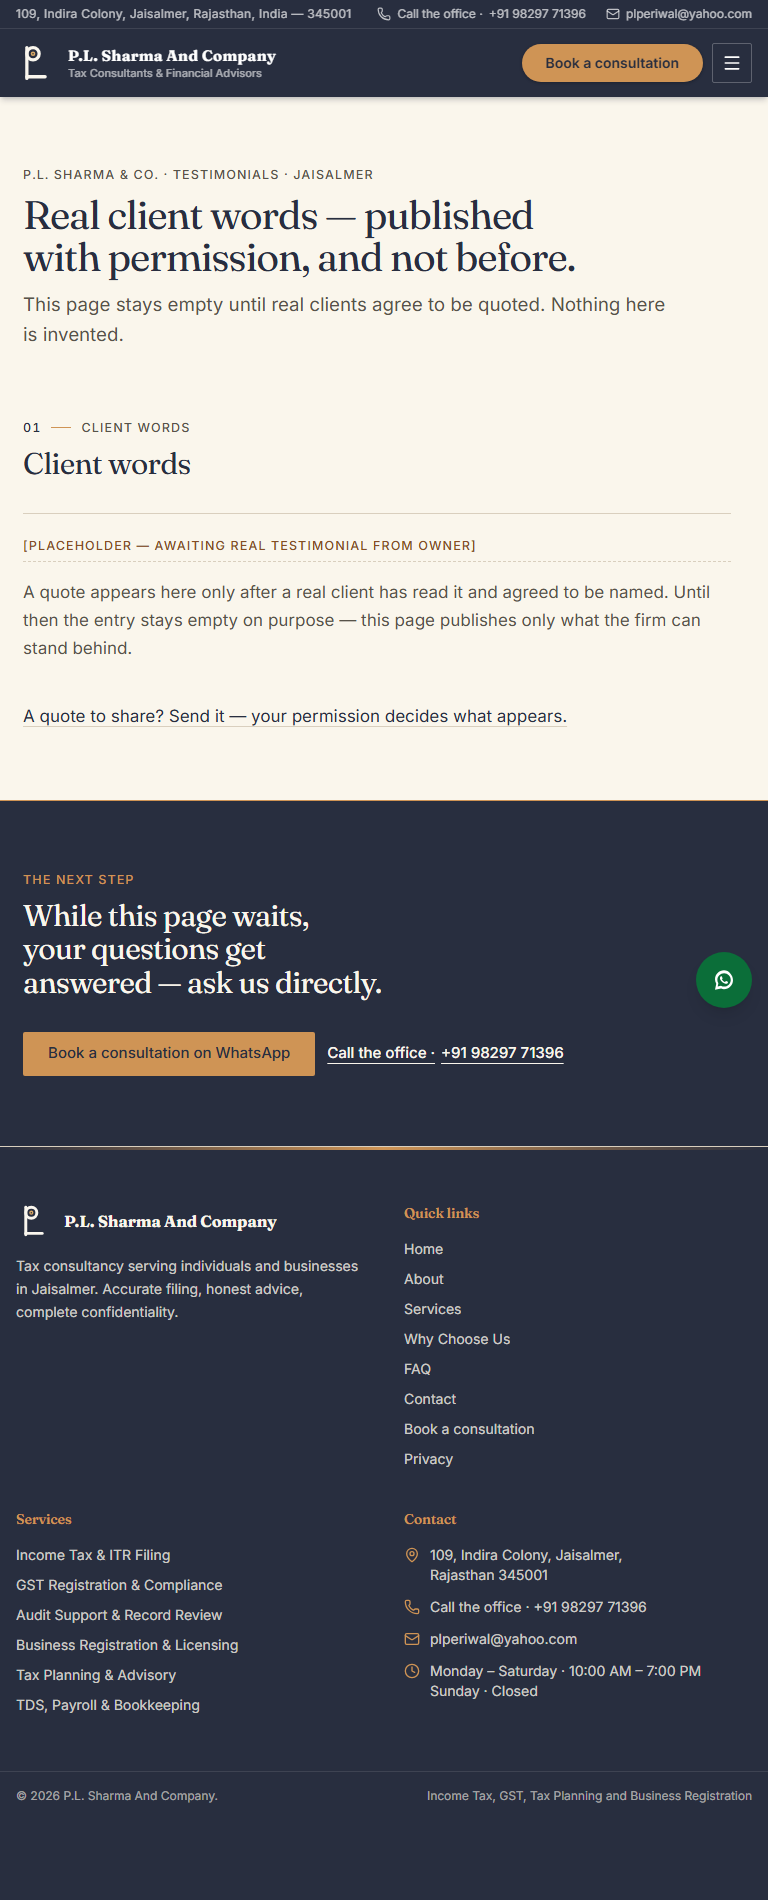 109, Indira Colony, Jaisalmer, Rajasthan, India — 345001
Call the office · +91 98297 71396
plperiwal@yahoo.com
P.L. Sharma And Company
Tax Consultants & Financial Advisors
Book a consultation
P.L. SHARMA & CO. · TESTIMONIALS · JAISALMER
Real client words — published
with permission, and not before.
This page stays empty until real clients agree to be quoted. Nothing here
is invented.
01 — CLIENT WORDS
Client words
[PLACEHOLDER — AWAITING REAL TESTIMONIAL FROM OWNER]
A quote appears here only after a real client has read it and agreed to be named. Until
then the entry stays empty on purpose — this page publishes only what the firm can
stand behind.
A quote to share? Send it — your permission decides what appears.
THE NEXT STEP
While this page waits,
your questions get
answered — ask us directly.
Book a consultation on WhatsApp
Call the office · +91 98297 71396
P.L. Sharma And Company
Tax consultancy serving individuals and businesses
in Jaisalmer. Accurate filing, honest advice,
complete confidentiality.
Quick links
Home
About
Services
Why Choose Us
FAQ
Contact
Book a consultation
Privacy
Services
Income Tax & ITR Filing
GST Registration & Compliance
Audit Support & Record Review
Business Registration & Licensing
Tax Planning & Advisory
TDS, Payroll & Bookkeeping
Contact
109, Indira Colony, Jaisalmer,
Rajasthan 345001
Call the office · +91 98297 71396
plperiwal@yahoo.com
Monday – Saturday · 10:00 AM – 7:00 PM
Sunday · Closed
© 2026 P.L. Sharma And Company.
Income Tax, GST, Tax Planning and Business Registration